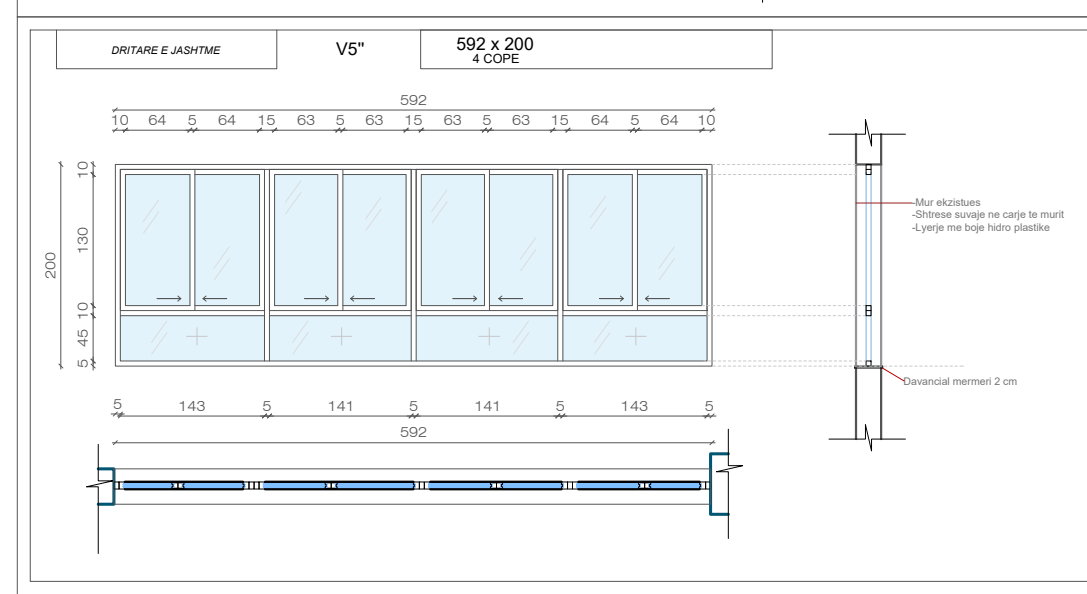 DRITARE E JASHTME
V5"
592 x 200
4 COPE
592
10 64 5 64 15 63 5 63 15 63 5 63 15 64 5 64 10
10
130
200
10
45
5
-Mur ekzistues
-Shtrese suvaje ne carje te murit
-Lyerje me boje hidro plastike
Davancial mermeri 2 cm
5 143 5 141 5 141 5 143 5
592